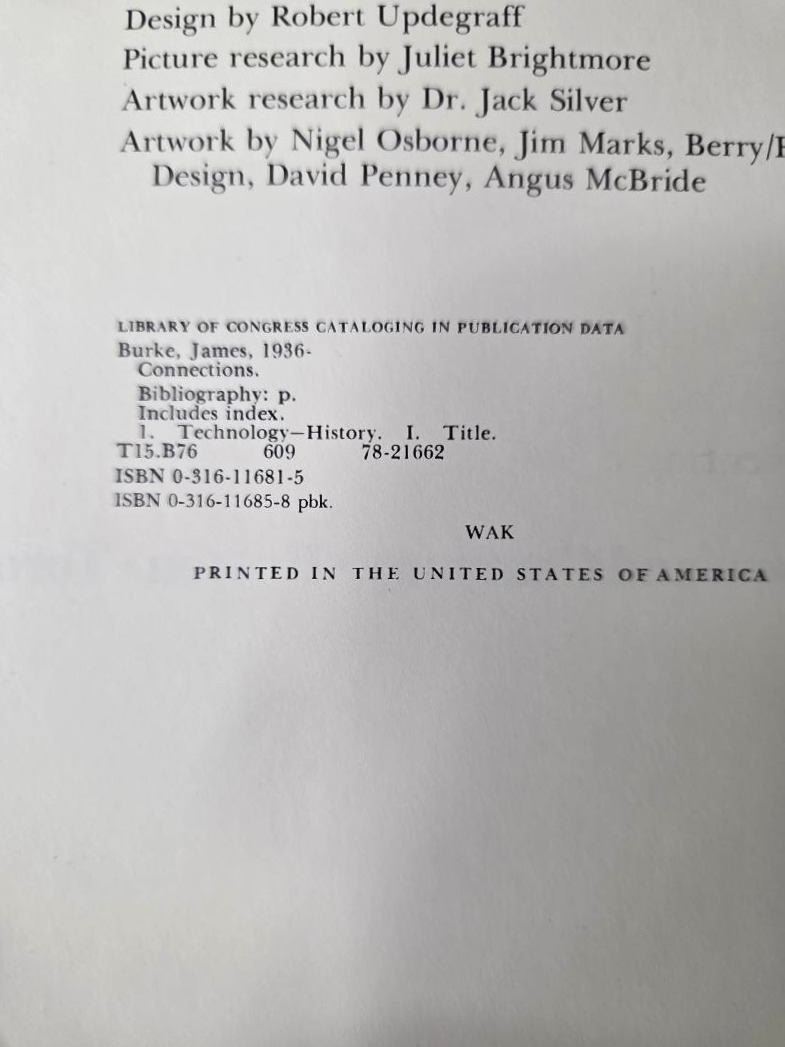 Design by Robert Updegraff
Picture research by Juliet Brightmore
Artwork research by Dr. Jack Silver
Artwork by Nigel Osborne, Jim Marks, Berry/
Design, David Penney, Angus McBride
LIBRARY OF CONGRESS CATALOGING IN PUBLICATION DATA
Burke, James, 1936-
Connections.
Bibliography: p.
Includes index.
1. Technology—History. I. Title.
T15.B76 609 78-21662
ISBN 0-316-11681-5
ISBN 0-316-11685-8 pbk.
WAK
PRINTED IN THE UNITED STATES OF AMERICA